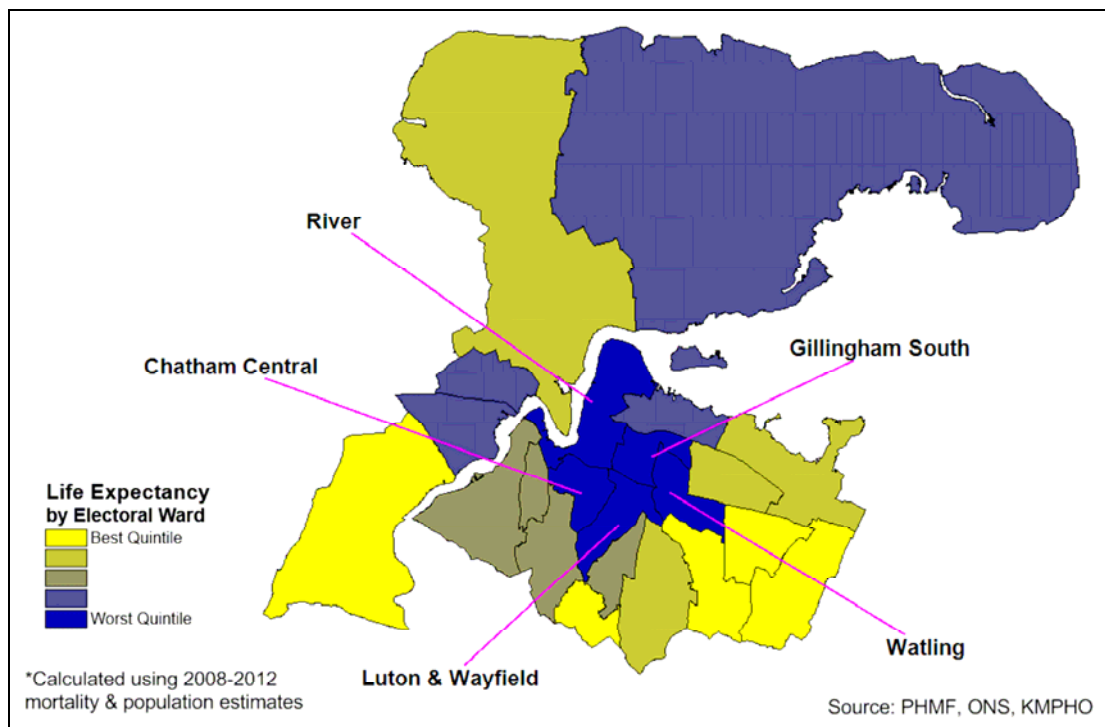 River
Chatham Central
Gillingham South
Life Expectancy
by Electoral Ward
Best Quintile
Worst Quintile
Luton & Wayfield
Watling
*Calculated using 2008-2012
mortality & population estimates
Source: PHMF, ONS, KMPHO